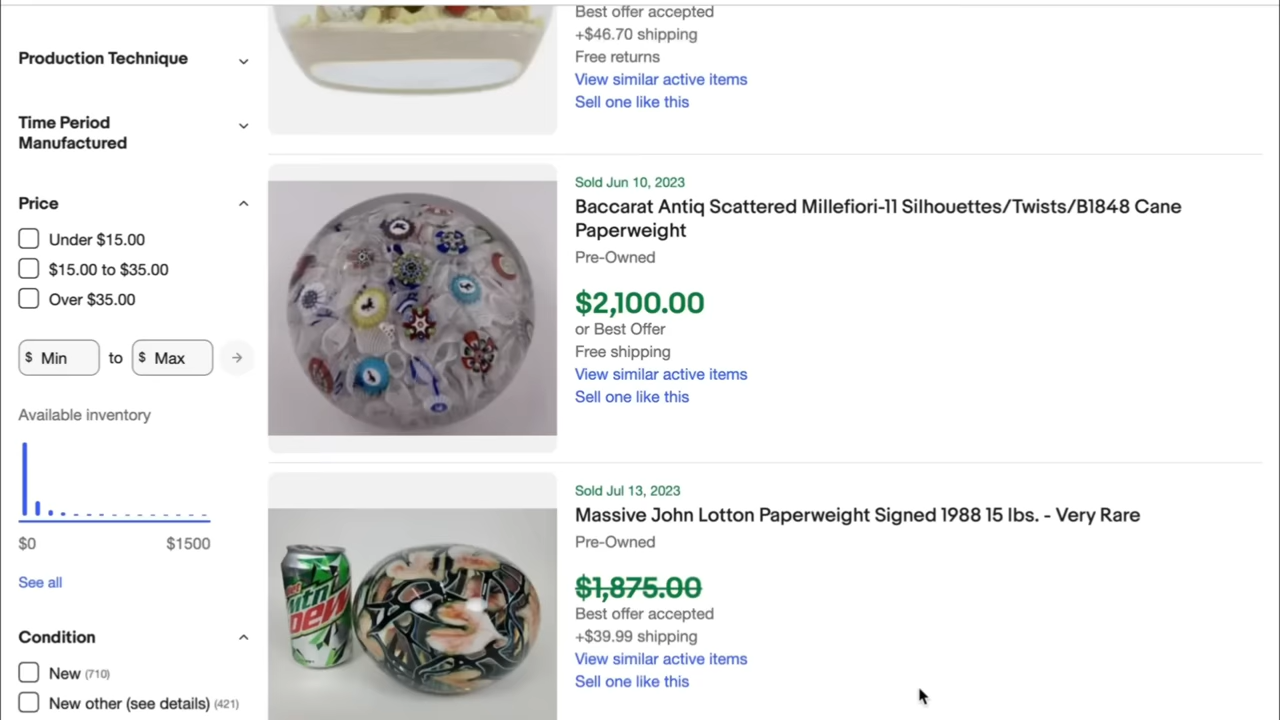 Best offer accepted
+$46.70 shipping
Free returns
View similar active items
Sell one like this
Production Technique
Time Period
Manufactured
Price
Under $15.00
$15.00 to $35.00
Over $35.00
$ Min to $ Max
Available inventory
$0 $1500
See all
Condition
New (710)
New other (see details) (421)
Sold Jun 10, 2023
Baccarat Antiq Scattered Millefiori-11 Silhouettes/Twists/B1848 Cane
Paperweight
Pre-Owned
$2,100.00
or Best Offer
Free shipping
View similar active items
Sell one like this
Sold Jul 13, 2023
Massive John Lotton Paperweight Signed 1988 15 lbs. - Very Rare
Pre-Owned
$1,875.00
Best offer accepted
+$39.99 shipping
View similar active items
Sell one like this